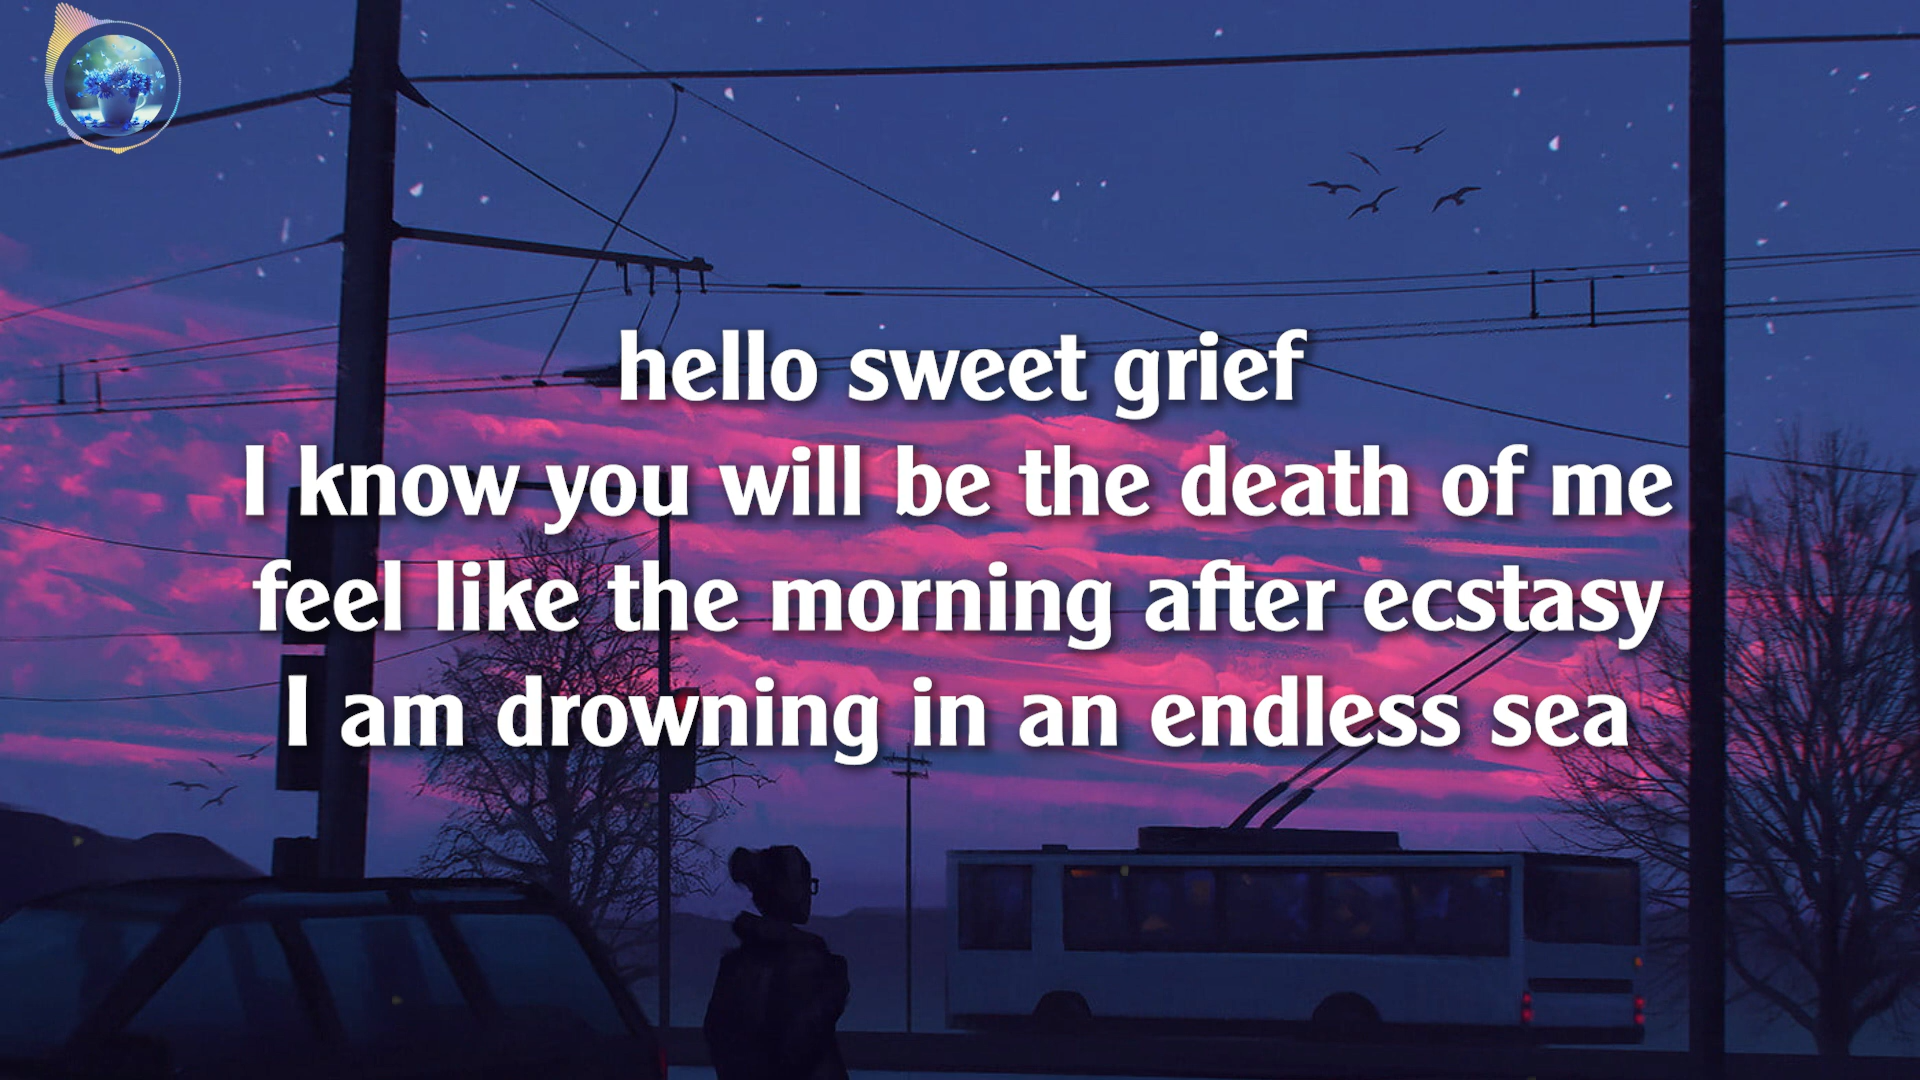 hello sweet grief
I know you will be the death of me
feel like the morning after ecstasy
I am drowning in an endless sea